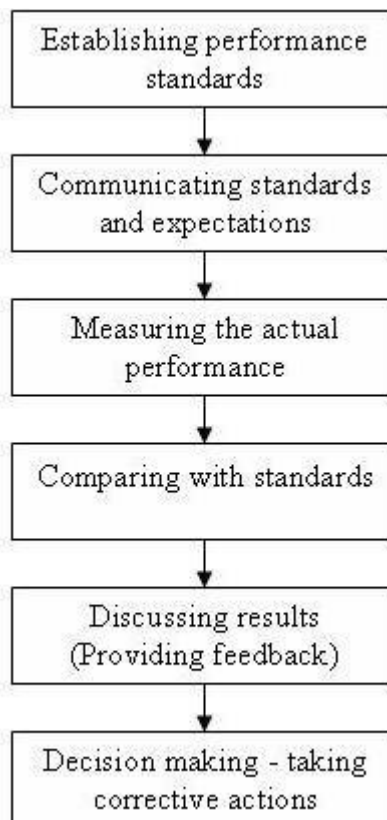 Establishing performance
standards
Communicating standards
and expectations
Measuring the actual
performance
Comparing with standards
Discussing results
(Providing feedback)
Decision making - taking
corrective actions